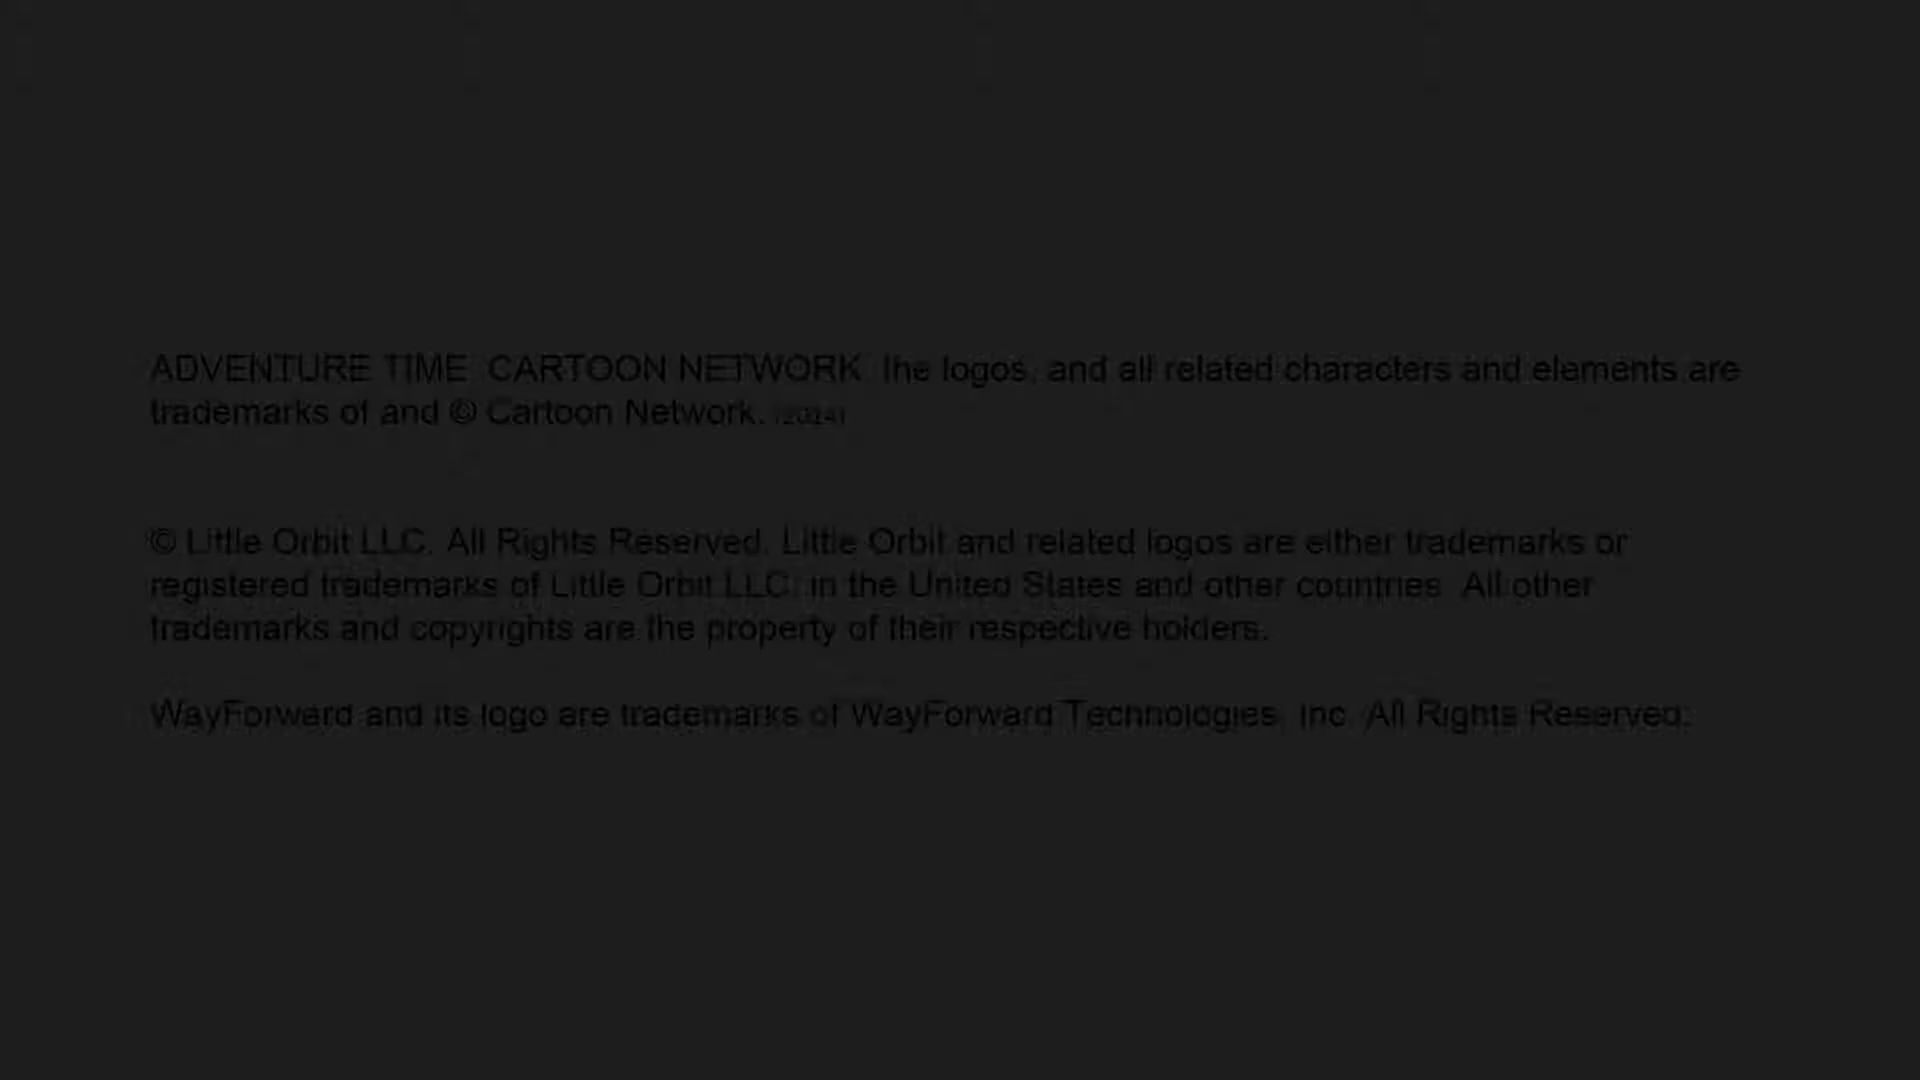 ADVENTURE TIME, CARTOON NETWORK, the logos, and all related characters and elements are
trademarks of and © Cartoon Network. (2014)
© Little Orbit LLC. All Rights Reserved. Little Orbit and related logos are either trademarks or
registered trademarks of Little Orbit LLC. in the United States and other countries. All other
trademarks and copyrights are the property of their respective holders.
WayForward and its logo are trademarks of WayForward Technologies, Inc. All Rights Reserved.